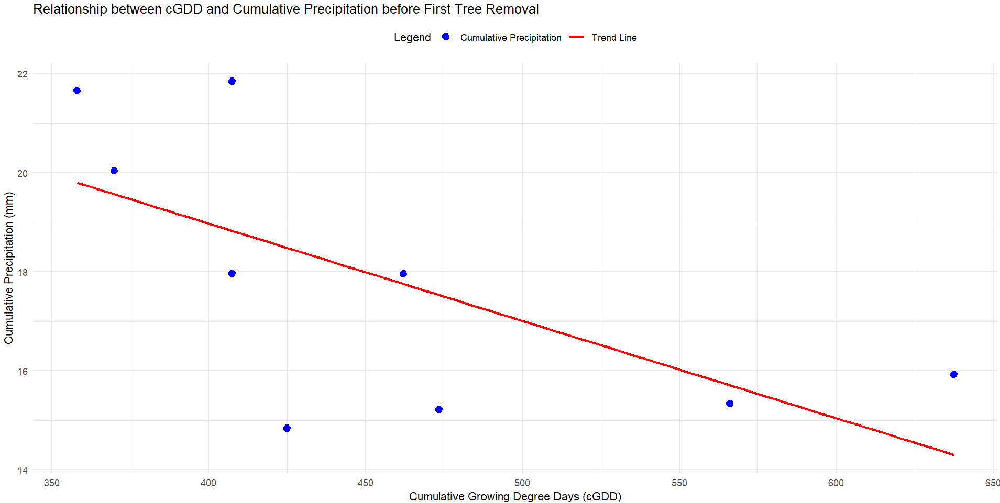 Relationship between cGDD and Cumulative Precipitation before First Tree Removal
Legend Cumulative Precipitation Trend Line
22
20
18
16
14
Cumulative Precipitation (mm)
350 400 450 500 550 600 650
Cumulative Growing Degree Days (cGDD)